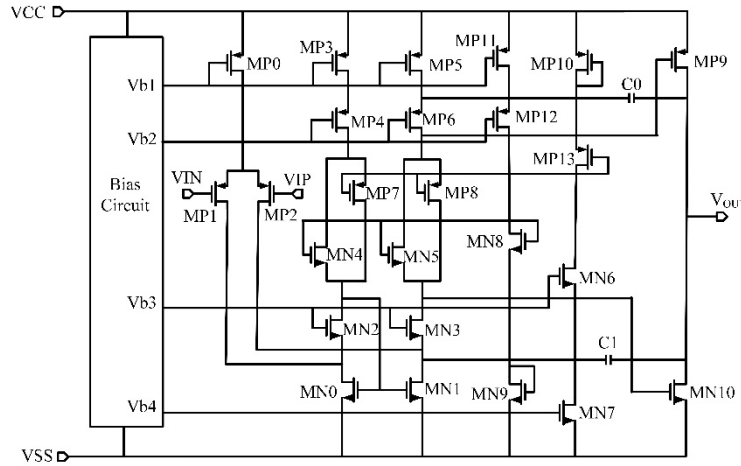 VCC
MP0
MP3
MP5
MP11
MP10
MP9
Vb1
C0
Vb2
MP4
MP6
MP12
Bias
Circuit
VIN
VIP
MP1
MP2
MP7
MP8
MP13
VOUT
MN4
MN5
MN8
MN6
Vb3
MN2
MN3
C1
MN0
MN1
MN9
MN10
Vb4
MN7
VSS